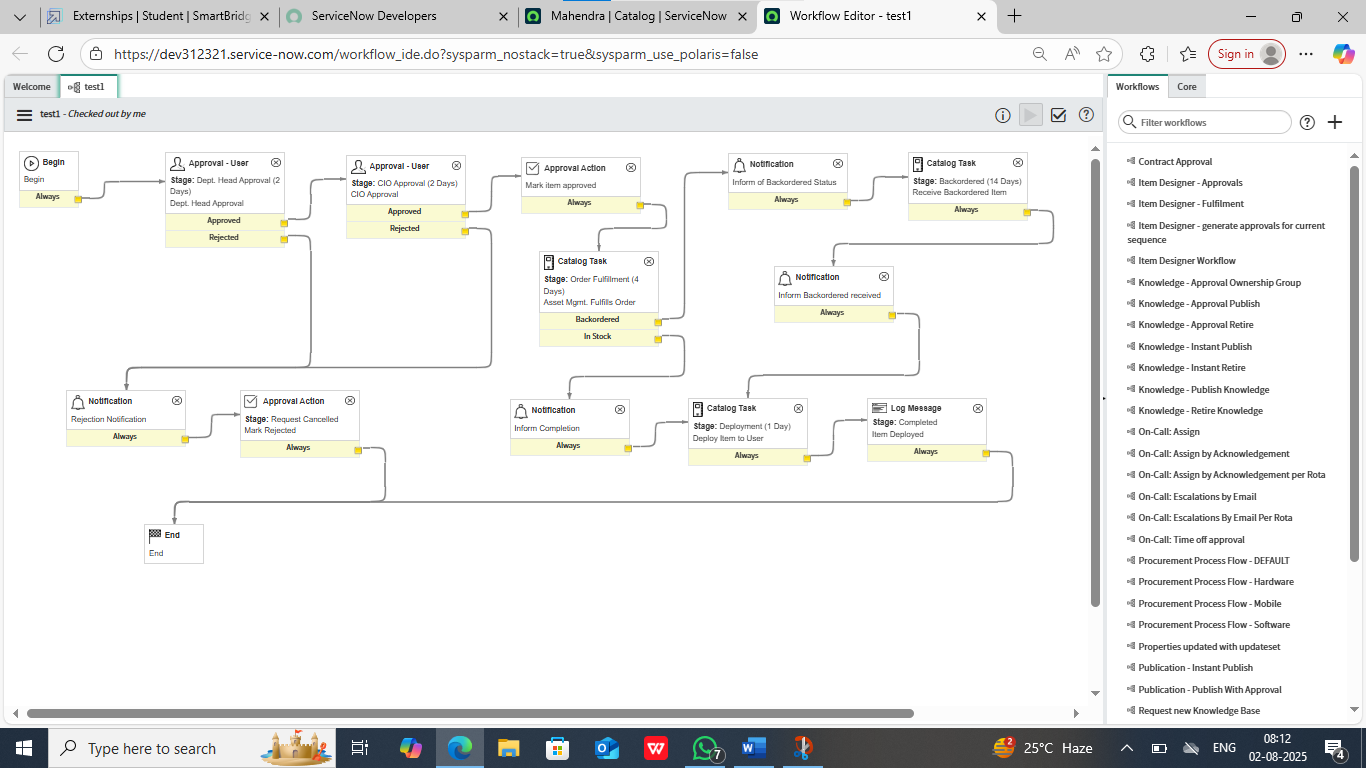 Externships | Student | SmartBridg
ServiceNow Developers
Mahendra | Catalog | ServiceNow
Workflow Editor - test1
https://dev312321.service-now.com/workflow_ide.do?sysparm_nostack=true&sysparm_use_polaris=false
Sign in
Welcome
test1
test1 - Checked out by me
Begin
Begin
Always
Approval - User
Stage: Dept. Head Approval (2
Days)
Dept. Head Approval
Approved
Rejected
Approval - User
Stage: CIO Approval (2 Days)
CIO Approval
Approved
Rejected
Approval Action
Mark item approved
Always
Notification
Inform of Backordered Status
Always
Catalog Task
Stage: Backordered (14 Days)
Receive Backordered Item
Always
Catalog Task
Stage: Order Fulfillment (4
Days)
Asset Mgmt. Fulfills Order
Backordered
In Stock
Notification
Inform Backordered received
Always
Notification
Rejection Notification
Always
Approval Action
Stage: Request Cancelled
Mark Rejected
Always
Notification
Inform Completion
Always
Catalog Task
Stage: Deployment (1 Day)
Deploy Item to User
Always
Log Message
Stage: Completed
Item Deployed
Always
End
End
Workflows
Core
Filter workflows
Contract Approval
Item Designer - Approvals
Item Designer - Fulfilment
Item Designer - generate approvals for current
sequence
Item Designer Workflow
Knowledge - Approval Ownership Group
Knowledge - Approval Publish
Knowledge - Approval Retire
Knowledge - Instant Publish
Knowledge - Instant Retire
Knowledge - Publish Knowledge
Knowledge - Retire Knowledge
On-Call: Assign
On-Call: Assign by Acknowledgement
On-Call: Assign by Acknowledgement per Rota
On-Call: Escalations by Email
On-Call: Escalations By Email Per Rota
On-Call: Time off approval
Procurement Process Flow - DEFAULT
Procurement Process Flow - Hardware
Procurement Process Flow - Mobile
Procurement Process Flow - Software
Properties updated with updateset
Publication - Instant Publish
Publication - Publish With Approval
Request new Knowledge Base
Type here to search
7
2
25°C Haze
ENG
08:12
02-08-2025
4